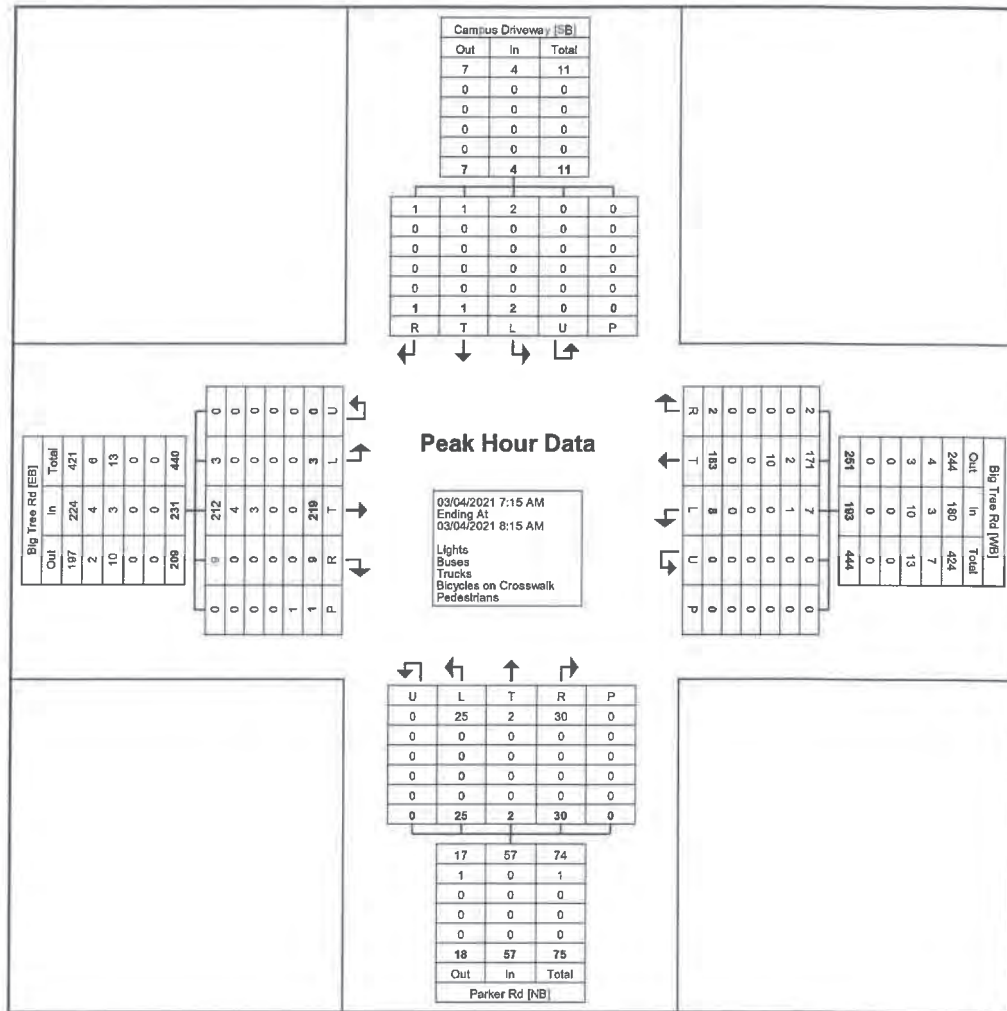 Campus Driveway [SB]
Out In Total
7 4 11
0 0 0
0 0 0
0 0 0
0 0 0
7 4 11
1 1 2 0 0
0 0 0 0 0
0 0 0 0 0
0 0 0 0 0
0 0 0 0 0
1 1 2 0 0
R T L U P
Big Tree Rd [EB]
Out In Total
197 224 421
2 4 6
10 3 13
0 0 0
0 0 0
209 231 440
0 3 212 9 0
0 0 4 0 0
0 0 3 0 0
0 0 0 0 0
0 0 0 0 1
0 3 219 9 1
U L T R P
Peak Hour Data
03/04/2021 7:15 AM
Ending At
03/04/2021 8:15 AM
Lights
Buses
Trucks
Bicycles on Crosswalk
Pedestrians
Big Tree Rd [WB]
Out In Total
244 180 424
4 3 7
3 10 13
0 0 0
0 0 0
251 193 444
2 171 7 0 0
0 2 1 0 0
0 10 0 0 0
0 0 0 0 0
0 0 0 0 0
2 183 8 0 0
R T L U P
U L T R P
0 25 2 30 0
0 0 0 0 0
0 0 0 0 0
0 0 0 0 0
0 0 0 0 0
0 25 2 30 0
17 57 74
1 0 1
0 0 0
0 0 0
0 0 0
18 57 75
Out In Total
Parker Rd [NB]